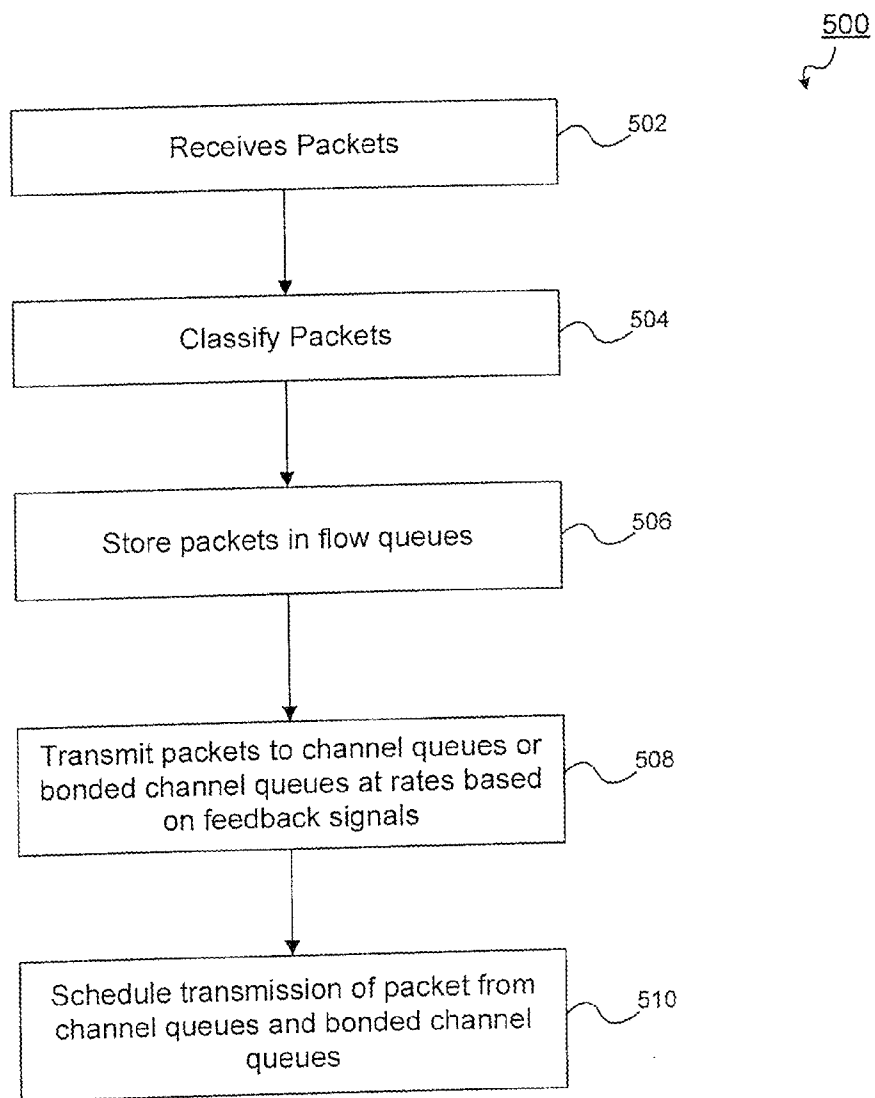 500
Receives Packets
502
Classify Packets
504
Store packets in flow queues
506
Transmit packets to channel queues or
bonded channel queues at rates based
on feedback signals
508
Schedule transmission of packet from
channel queues and bonded channel
queues
510